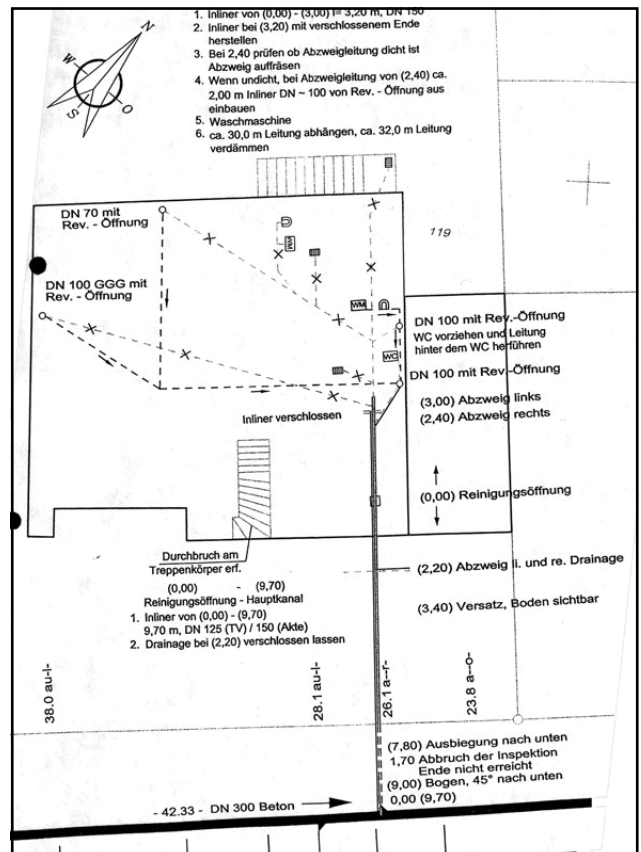 1. Inliner von (0,00) - (3,00) l= 3,20 m, DN 150
2. Inliner bei (3,20) mit verschlossenem Ende
herstellen
3. Bei 2,40 prüfen ob Abzweigleitung dicht ist
Abzweig auffräsen
4. Wenn undicht, bei Abzweigleitung von (2,40) ca.
2,00 m Inliner DN ~ 100 von Rev. - Öffnung aus
einbauen
5. Waschmaschine
6. ca. 30,0 m Leitung abhängen, ca. 32,0 m Leitung
verdämmen
N
W
O
S
DN 70 mit
Rev. - Öffnung
119
WM
DN 100 GGG mit
Rev. - Öffnung
WM
DN 100 mit Rev.-Öffnung
WC vorziehen und Leitung
hinter dem WC herführen
WC
DN 100 mit Rev.-Öffnung
(3,00) Abzweig links
(2,40) Abzweig rechts
Inliner verschlossen
(0,00) Reinigungsöffnung
Durchbruch am
Treppenkörper erf.
(0,00) - (9,70)
Reinigungsöffnung - Hauptkanal
1. Inliner von (0,00) - (9,70)
9,70 m, DN 125 (TV) / 150 (Akte)
2. Drainage bei (2,20) verschlossen lassen
(2,20) Abzweig li. und re. Drainage
(3,40) Versatz, Boden sichtbar
38.0 au-l-
28.1 au-l-
26.1 a--r-
23.8 a--o-
(7,80) Ausbiegung nach unten
1,70 Abbruch der Inspektion
Ende nicht erreicht
(9,00) Bogen, 45° nach unten
0,00 (9,70)
- 42.33 - DN 300 Beton